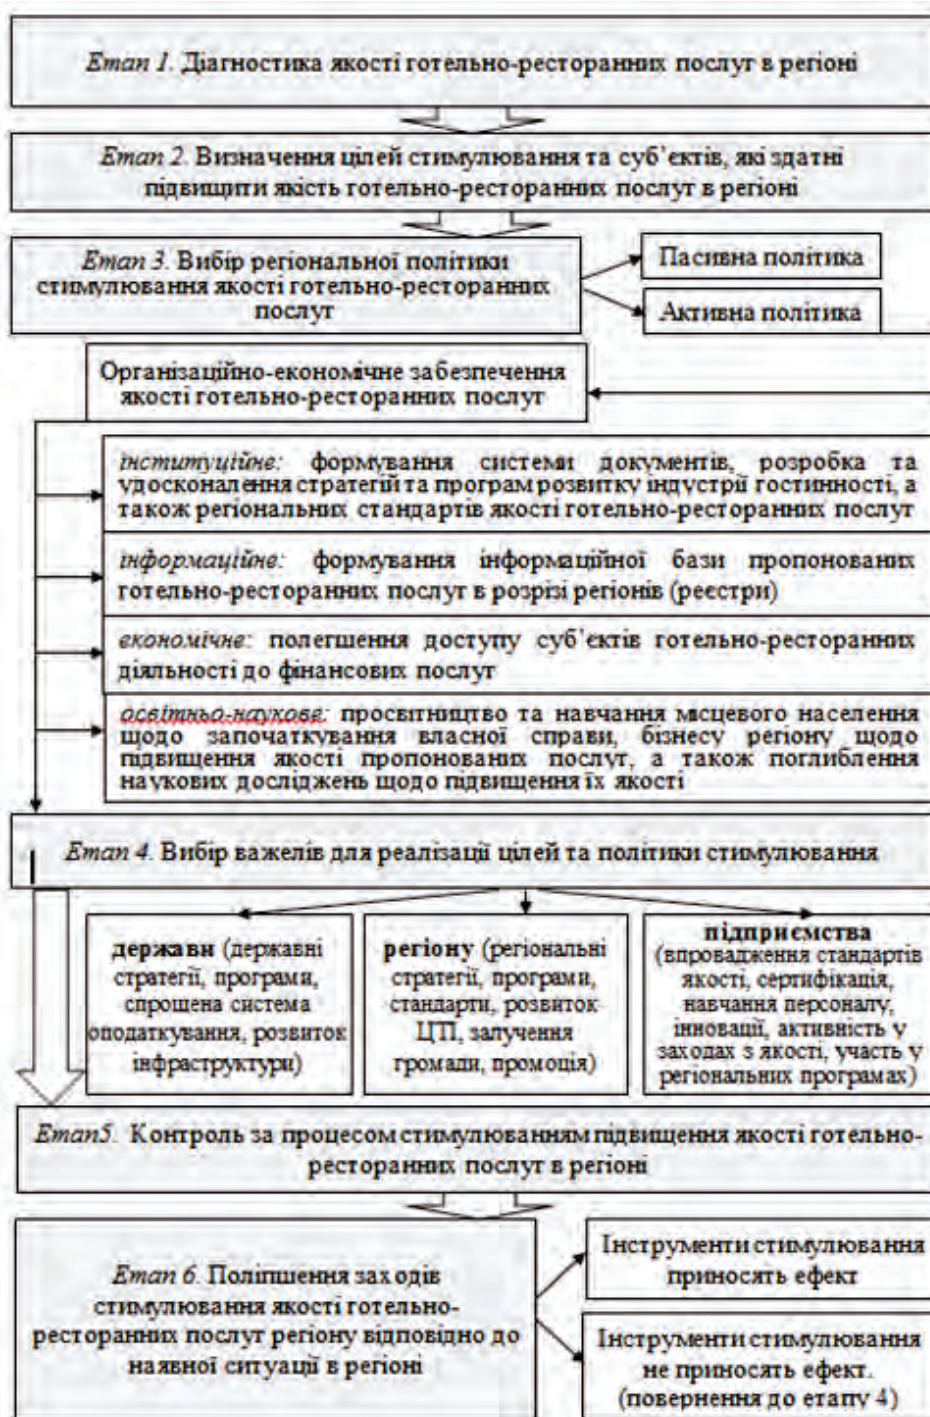 Етап 1. Діагностика якості готельно-ресторанних послуг в регіоні
Етап 2. Визначення цілей стимулювання та суб’єктів, які здатні
підвищити якість готельно-ресторанних послуг в регіоні
Етап 3. Вибір регіональної політики
стимулювання якості готельно-ресторанних
послуг
Пасивна політика
Активна політика
Організаційно-економічне забезпечення
якості готельно-ресторанних послуг
інституційне: формування системи документів, розробка та
удосконалення стратегій та програм розвитку індустрії гостинності, а
також регіональних стандартів якості готельно-ресторанних послуг
інформаційне: формування інформаційної бази пропонованих
готельно-ресторанних послуг в розрізі регіонів (реєстри)
економічне: полегшення доступу суб’єктів готельно-ресторанних
діяльності до фінансових послуг
освітньо-наукове: просвітництво та навчання місцевого населення
щодо започаткування власної справи, бізнесу регіону щодо
підвищення якості пропонованих послуг, а також поглиблення
наукових досліджень щодо підвищення їх якості
Етап 4. Вибір важелів для реалізації цілей та політики стимулювання
держави (державні
стратегії, програми,
спрощена система
оподаткування, розвиток
інфраструктури)
регіону (регіональні
стратегії, програми,
стандарти, розвиток
ЦТІ, залучення
громади, промоція)
підприємства
(впровадження стандартів
якості, сертифікація,
навчання персоналу,
інновації, активність у
заходах з якості, участь у
регіональних програмах)
Етап5. Контроль за процесом стимулюванням підвищення якості готельно-
ресторанних послуг в регіоні
Етап 6. Поліпшення заходів
стимулювання якості готельно-
ресторанних послуг регіону відповідно до
наявної ситуації в регіоні
Інструменти стимулювання
приносять ефект
Інструменти стимулювання
не приносять ефект.
(повернення до етапу 4)